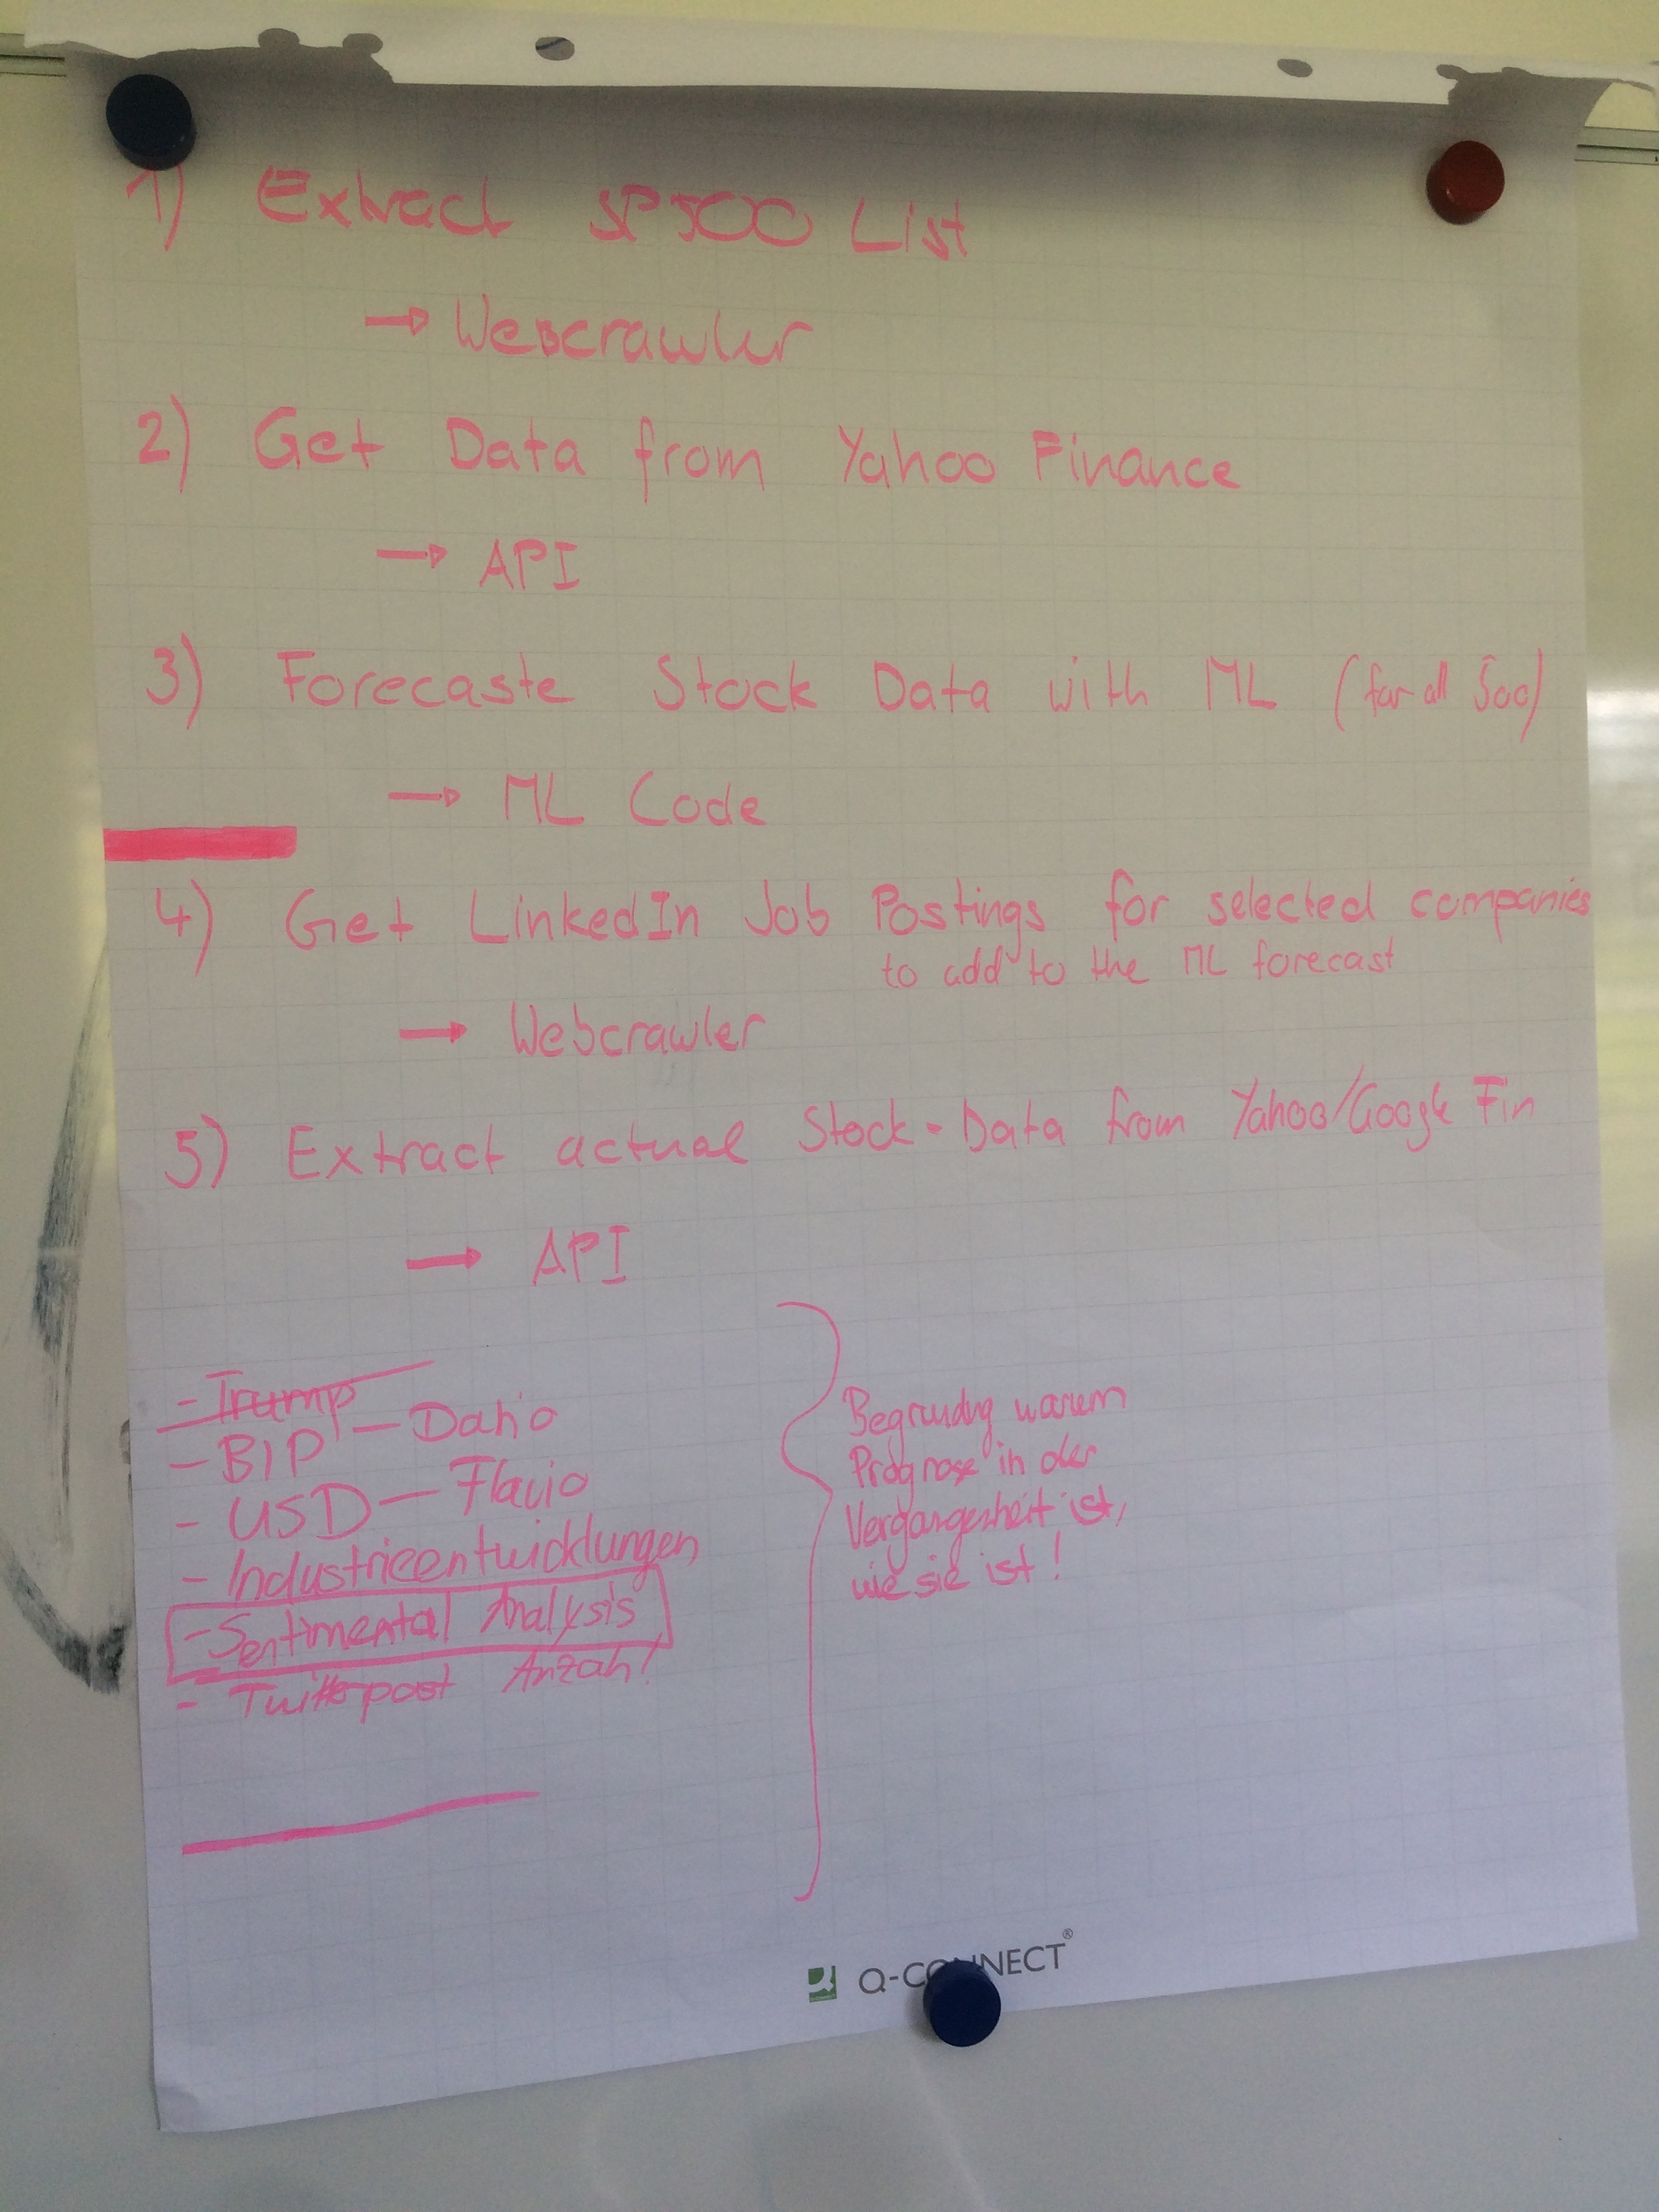 1) Extract SP500 List
→ Webcrawler
2) Get Data from Yahoo Finance
→ API
3) Forecaste Stock Data with ML (for all 500)
→ ML Code
4) Get LinkedIn Job Postings for selected companies
to add to the ML forecast
→ Webcrawler
5) Extract actual Stock-Data from Yahoo/Google Fin
→ API
- Trump
- BIP - Dario
- USD - Flavio
- Industrieentwicklungen
- Sentimental Analysis
- Twitterpost Anzahl
Begründung warum
Prognose in der
Vergangenheit ist,
wie sie ist!
Q-CONNECT®